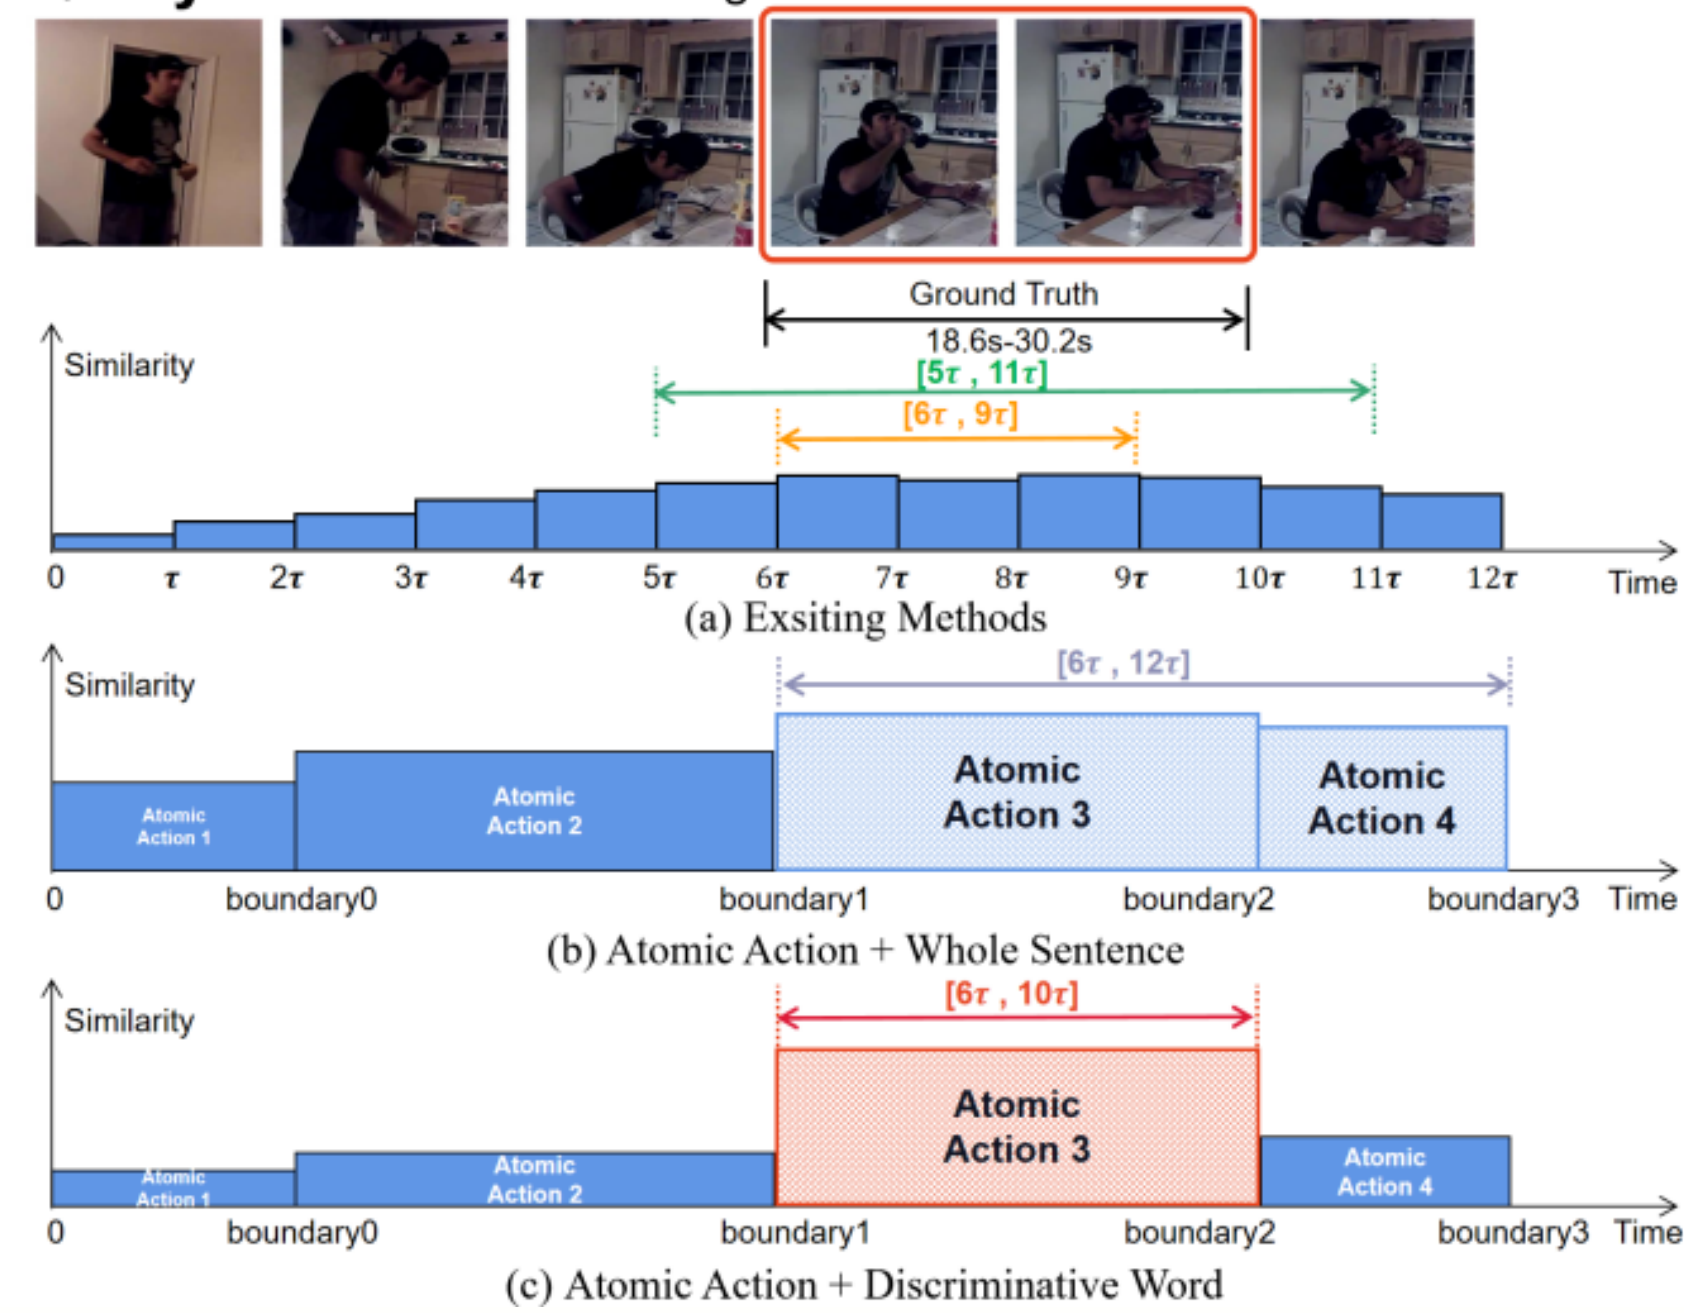 Ground Truth
18.6s-30.2s
Similarity
[5τ , 11τ]
[6τ , 9τ]
0 τ 2τ 3τ 4τ 5τ 6τ 7τ 8τ 9τ 10τ 11τ 12τ Time
(a) Exsiting Methods
Similarity
[6τ , 12τ]
Atomic
Action 1
Atomic
Action 2
Atomic
Action 3
Atomic
Action 4
0 boundary0 boundary1 boundary2 boundary3 Time
(b) Atomic Action + Whole Sentence
Similarity
[6τ , 10τ]
Atomic
Action 1
Atomic
Action 2
Atomic
Action 3
Atomic
Action 4
0 boundary0 boundary1 boundary2 boundary3 Time
(c) Atomic Action + Discriminative Word